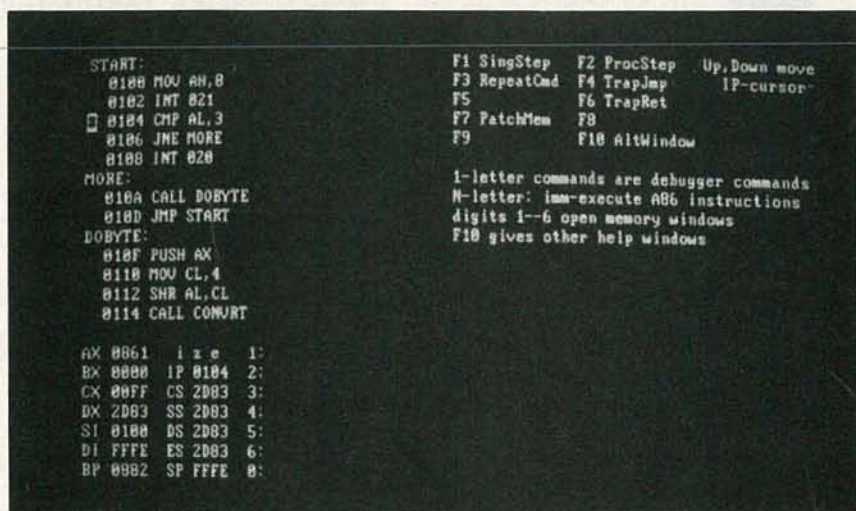 START:
0100 MOV AH,8
0102 INT 021
0104 CMP AL,3
0106 JNE MORE
0108 INT 020
MORE:
010A CALL DOBYTE
010D JMP START
DOBYTE:
010F PUSH AX
0110 MOV CL,4
0112 SHR AL,CL
0114 CALL CONVRT
AX 0861 i z e 1:
BX 0000 IP 0104 2:
CX 00FF CS 2D83 3:
DX 2D83 SS 2D83 4:
SI 0100 DS 2D83 5:
DI FFFE ES 2D83 6:
BP 0982 SP FFFE 0:
F1 SingStep F2 ProcStep Up,Down move
F3 RepeatCmd F4 TrapJmp IP-cursor
F5 F6 TrapRet
F7 PatchMem F8
F9 F10 AltWindow
1-letter commands are debugger commands
N-letter: imm-execute A86 instructions
digits 1--6 open memory windows
F10 gives other help windows